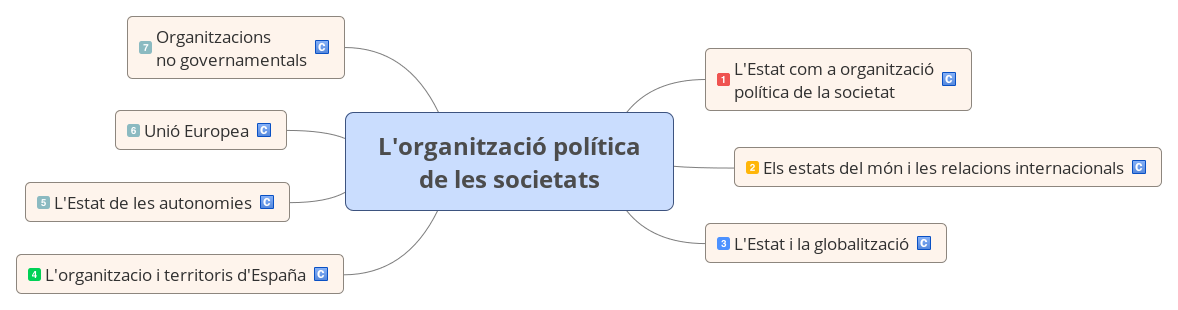 L'organització política
de les societats
1 L'Estat com a organització
política de la societat C
2 Els estats del món i les relacions internacionals C
3 L'Estat i la globalització C
4 L'organitzacio i territoris d'España C
5 L'Estat de les autonomies C
6 Unió Europea C
7 Organitzacions
no governamentals C